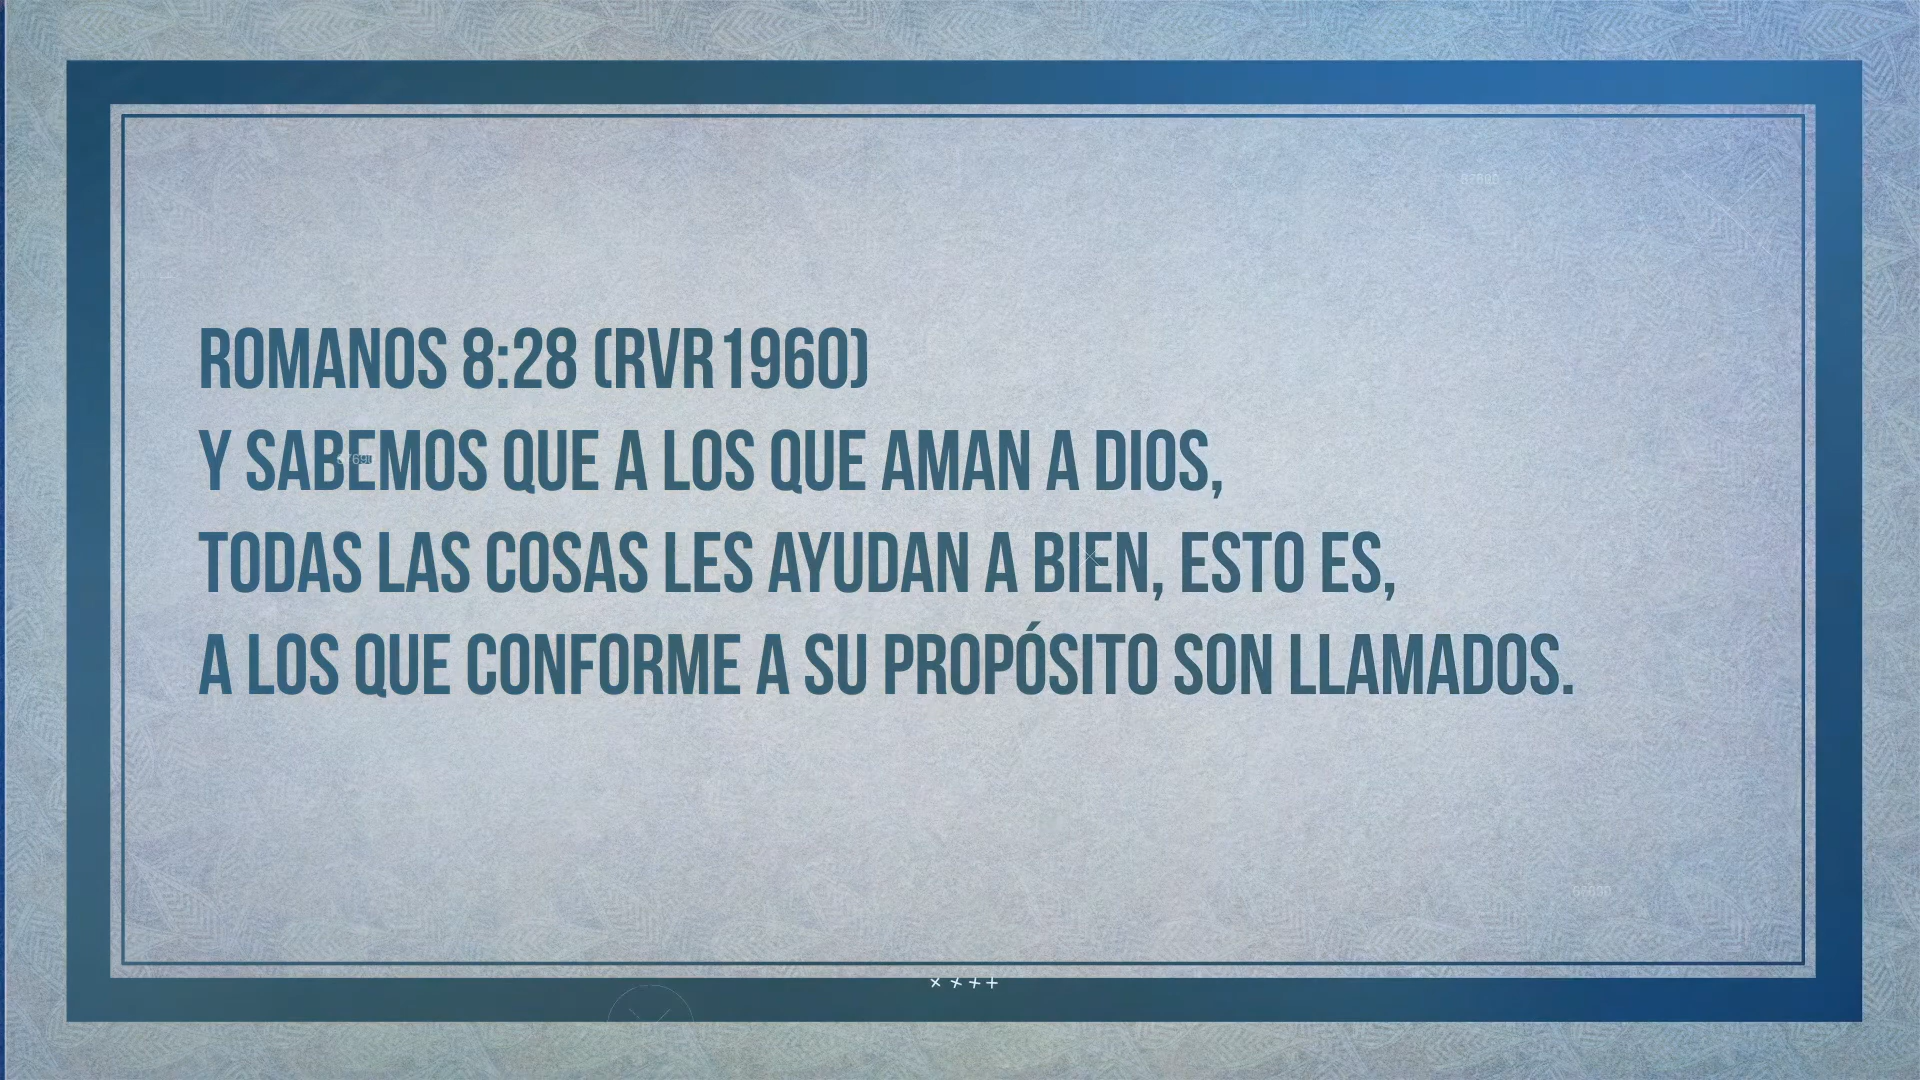 ROMANOS 8:28 (RVR1960)
Y SABEMOS QUE A LOS QUE AMAN A DIOS,
TODAS LAS COSAS LES AYUDAN A BIEN, ESTO ES,
A LOS QUE CONFORME A SU PROPÓSITO SON LLAMADOS.